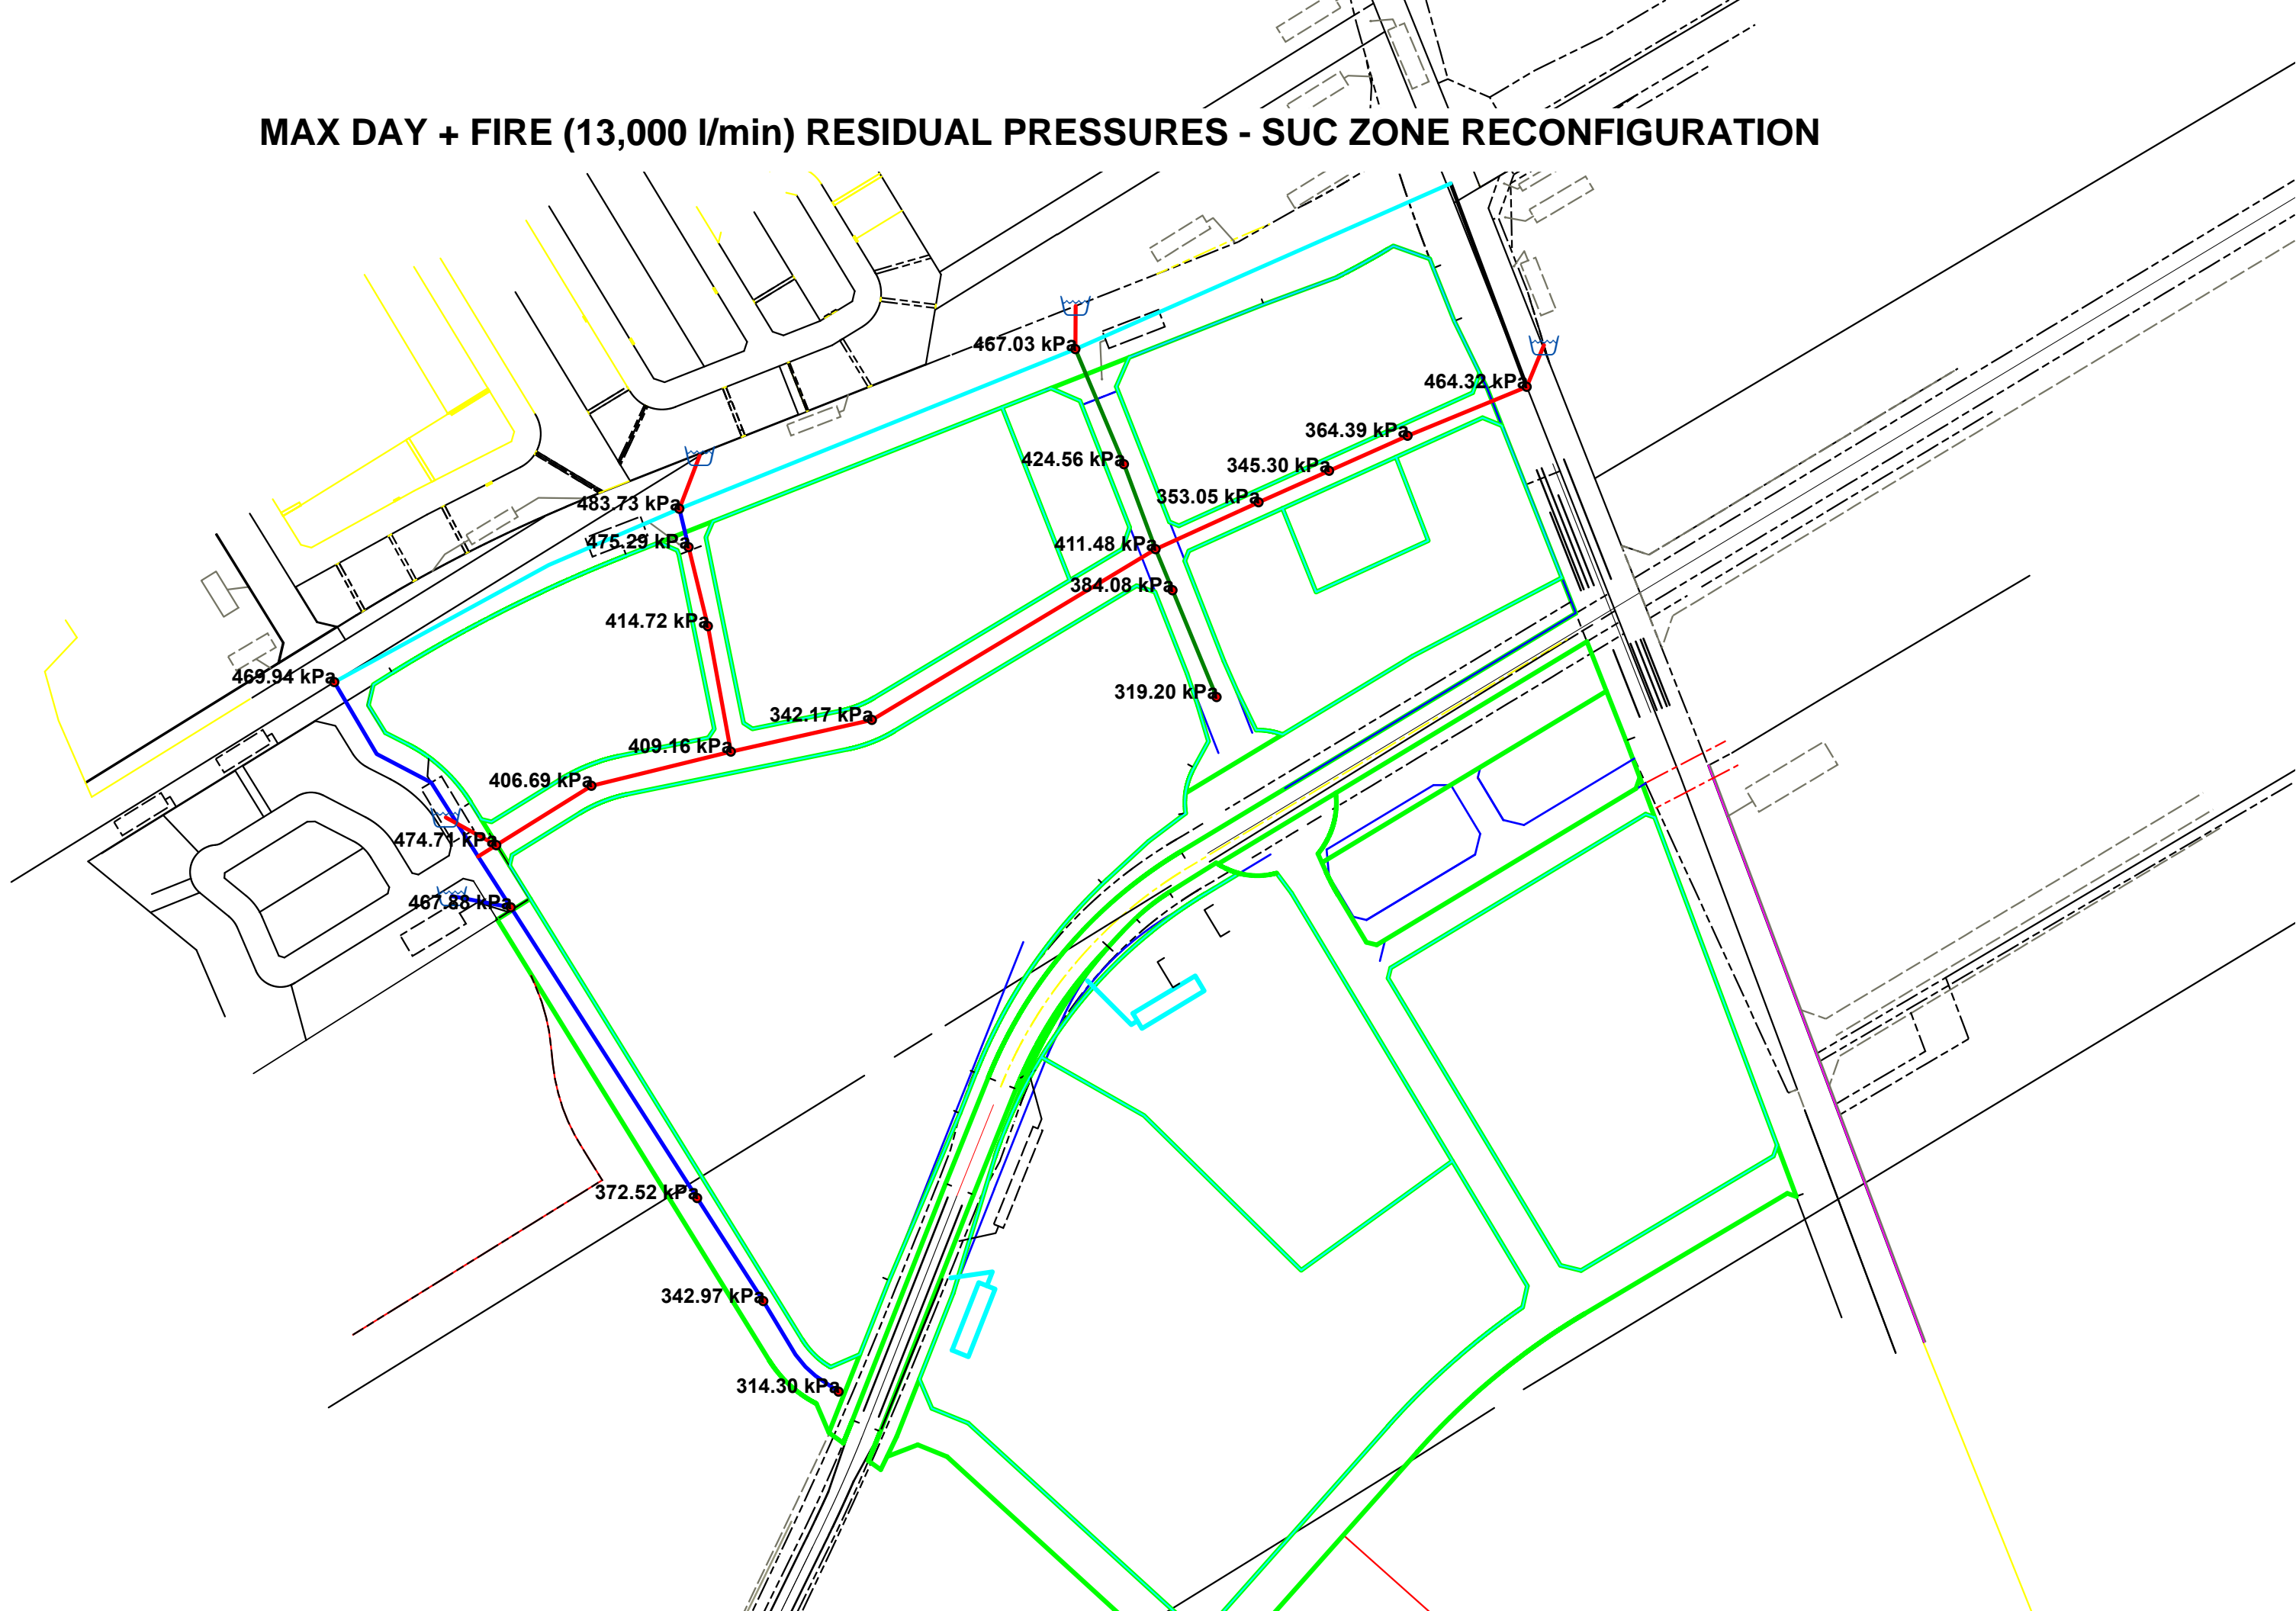 MAX DAY + FIRE (13,000 l/min) RESIDUAL PRESSURES - SUC ZONE RECONFIGURATION
467.03 kPa
464.32 kPa
364.39 kPa
424.56 kPa
345.30 kPa
353.05 kPa
483.73 kPa
475.29 kPa
411.48 kPa
384.08 kPa
414.72 kPa
469.94 kPa
319.20 kPa
342.17 kPa
409.16 kPa
406.69 kPa
474.71 kPa
467.88 kPa
372.52 kPa
342.97 kPa
314.30 kPa